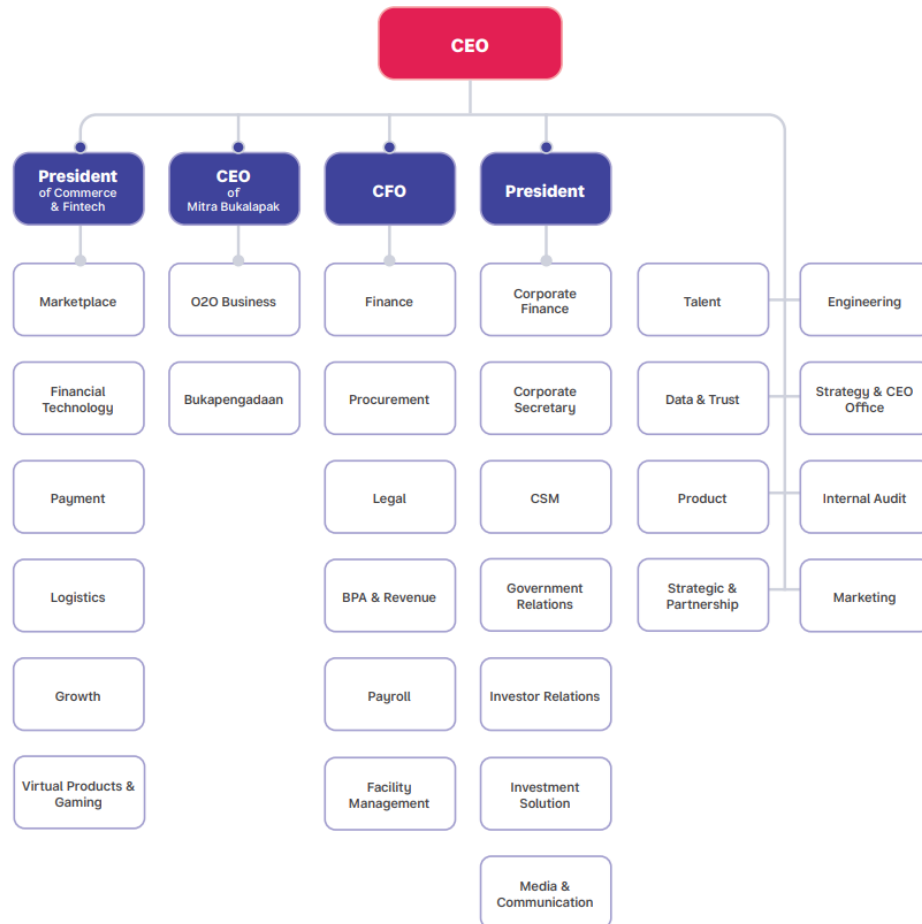 CEO
President
of Commerce
& Fintech
CEO
of
Mitra Bukalapak
CFO
President
Marketplace
O2O Business
Finance
Corporate
Finance
Talent
Engineering
Financial
Technology
Bukapengadaan
Procurement
Corporate
Secretary
Data & Trust
Strategy & CEO
Office
Payment
Legal
CSM
Product
Internal Audit
Logistics
BPA & Revenue
Government
Relations
Strategic &
Partnership
Marketing
Growth
Payroll
Investor Relations
Virtual Products &
Gaming
Facility
Management
Investment
Solution
Media &
Communication